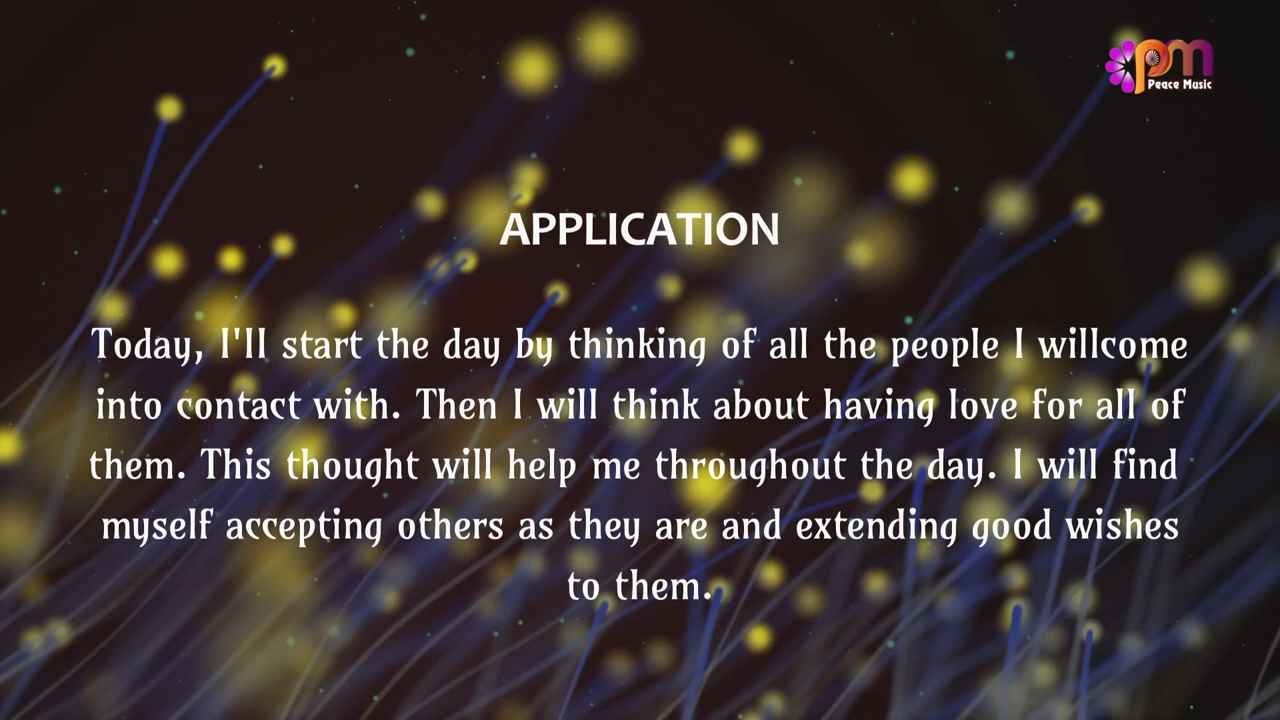 pm
Peace Music
APPLICATION
Today, I'll start the day by thinking of all the people I willcome
into contact with. Then I will think about having love for all of
them. This thought will help me throughout the day. I will find
myself accepting others as they are and extending good wishes
to them.